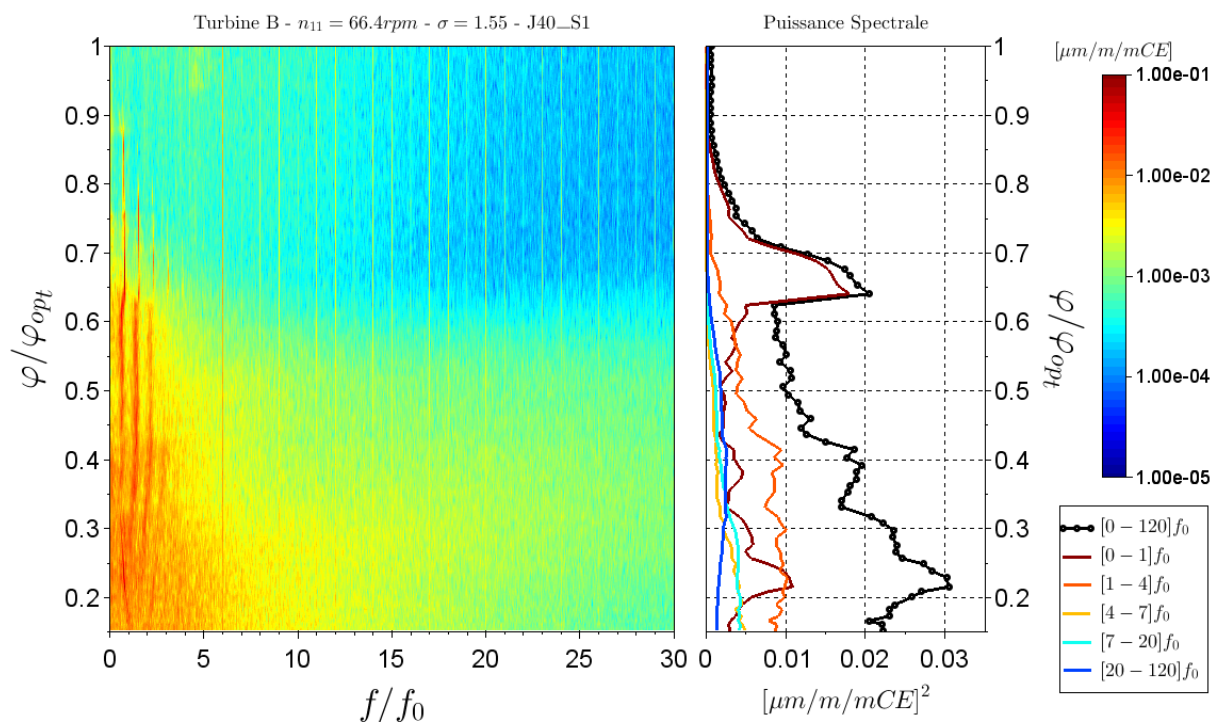 Turbine B - n₁₁ = 66.4rpm - σ = 1.55 - J40_S1
Puissance Spectrale
[μm/m/mCE]
1
0.9
0.8
0.7
0.6
0.5
0.4
0.3
0.2
φ/φopt
0 5 10 15 20 25 30
f/f₀
1
0.9
0.8
0.7
0.6
0.5
0.4
0.3
0.2
φ/φopt
0 0.01 0.02 0.03
[μm/m/mCE]²
1.00e-01
1.00e-02
1.00e-03
1.00e-04
1.00e-05
[0 − 120]f₀
[0 − 1]f₀
[1 − 4]f₀
[4 − 7]f₀
[7 − 20]f₀
[20 − 120]f₀